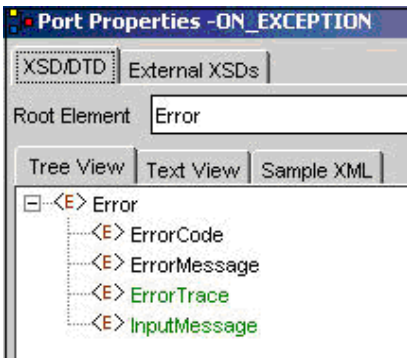 Port Properties -ON_EXCEPTION
XSD/DTD External XSDs
Root Element Error
Tree View Text View Sample XML
<E> Error
<E> ErrorCode
<E> ErrorMessage
<E> ErrorTrace
<E> InputMessage